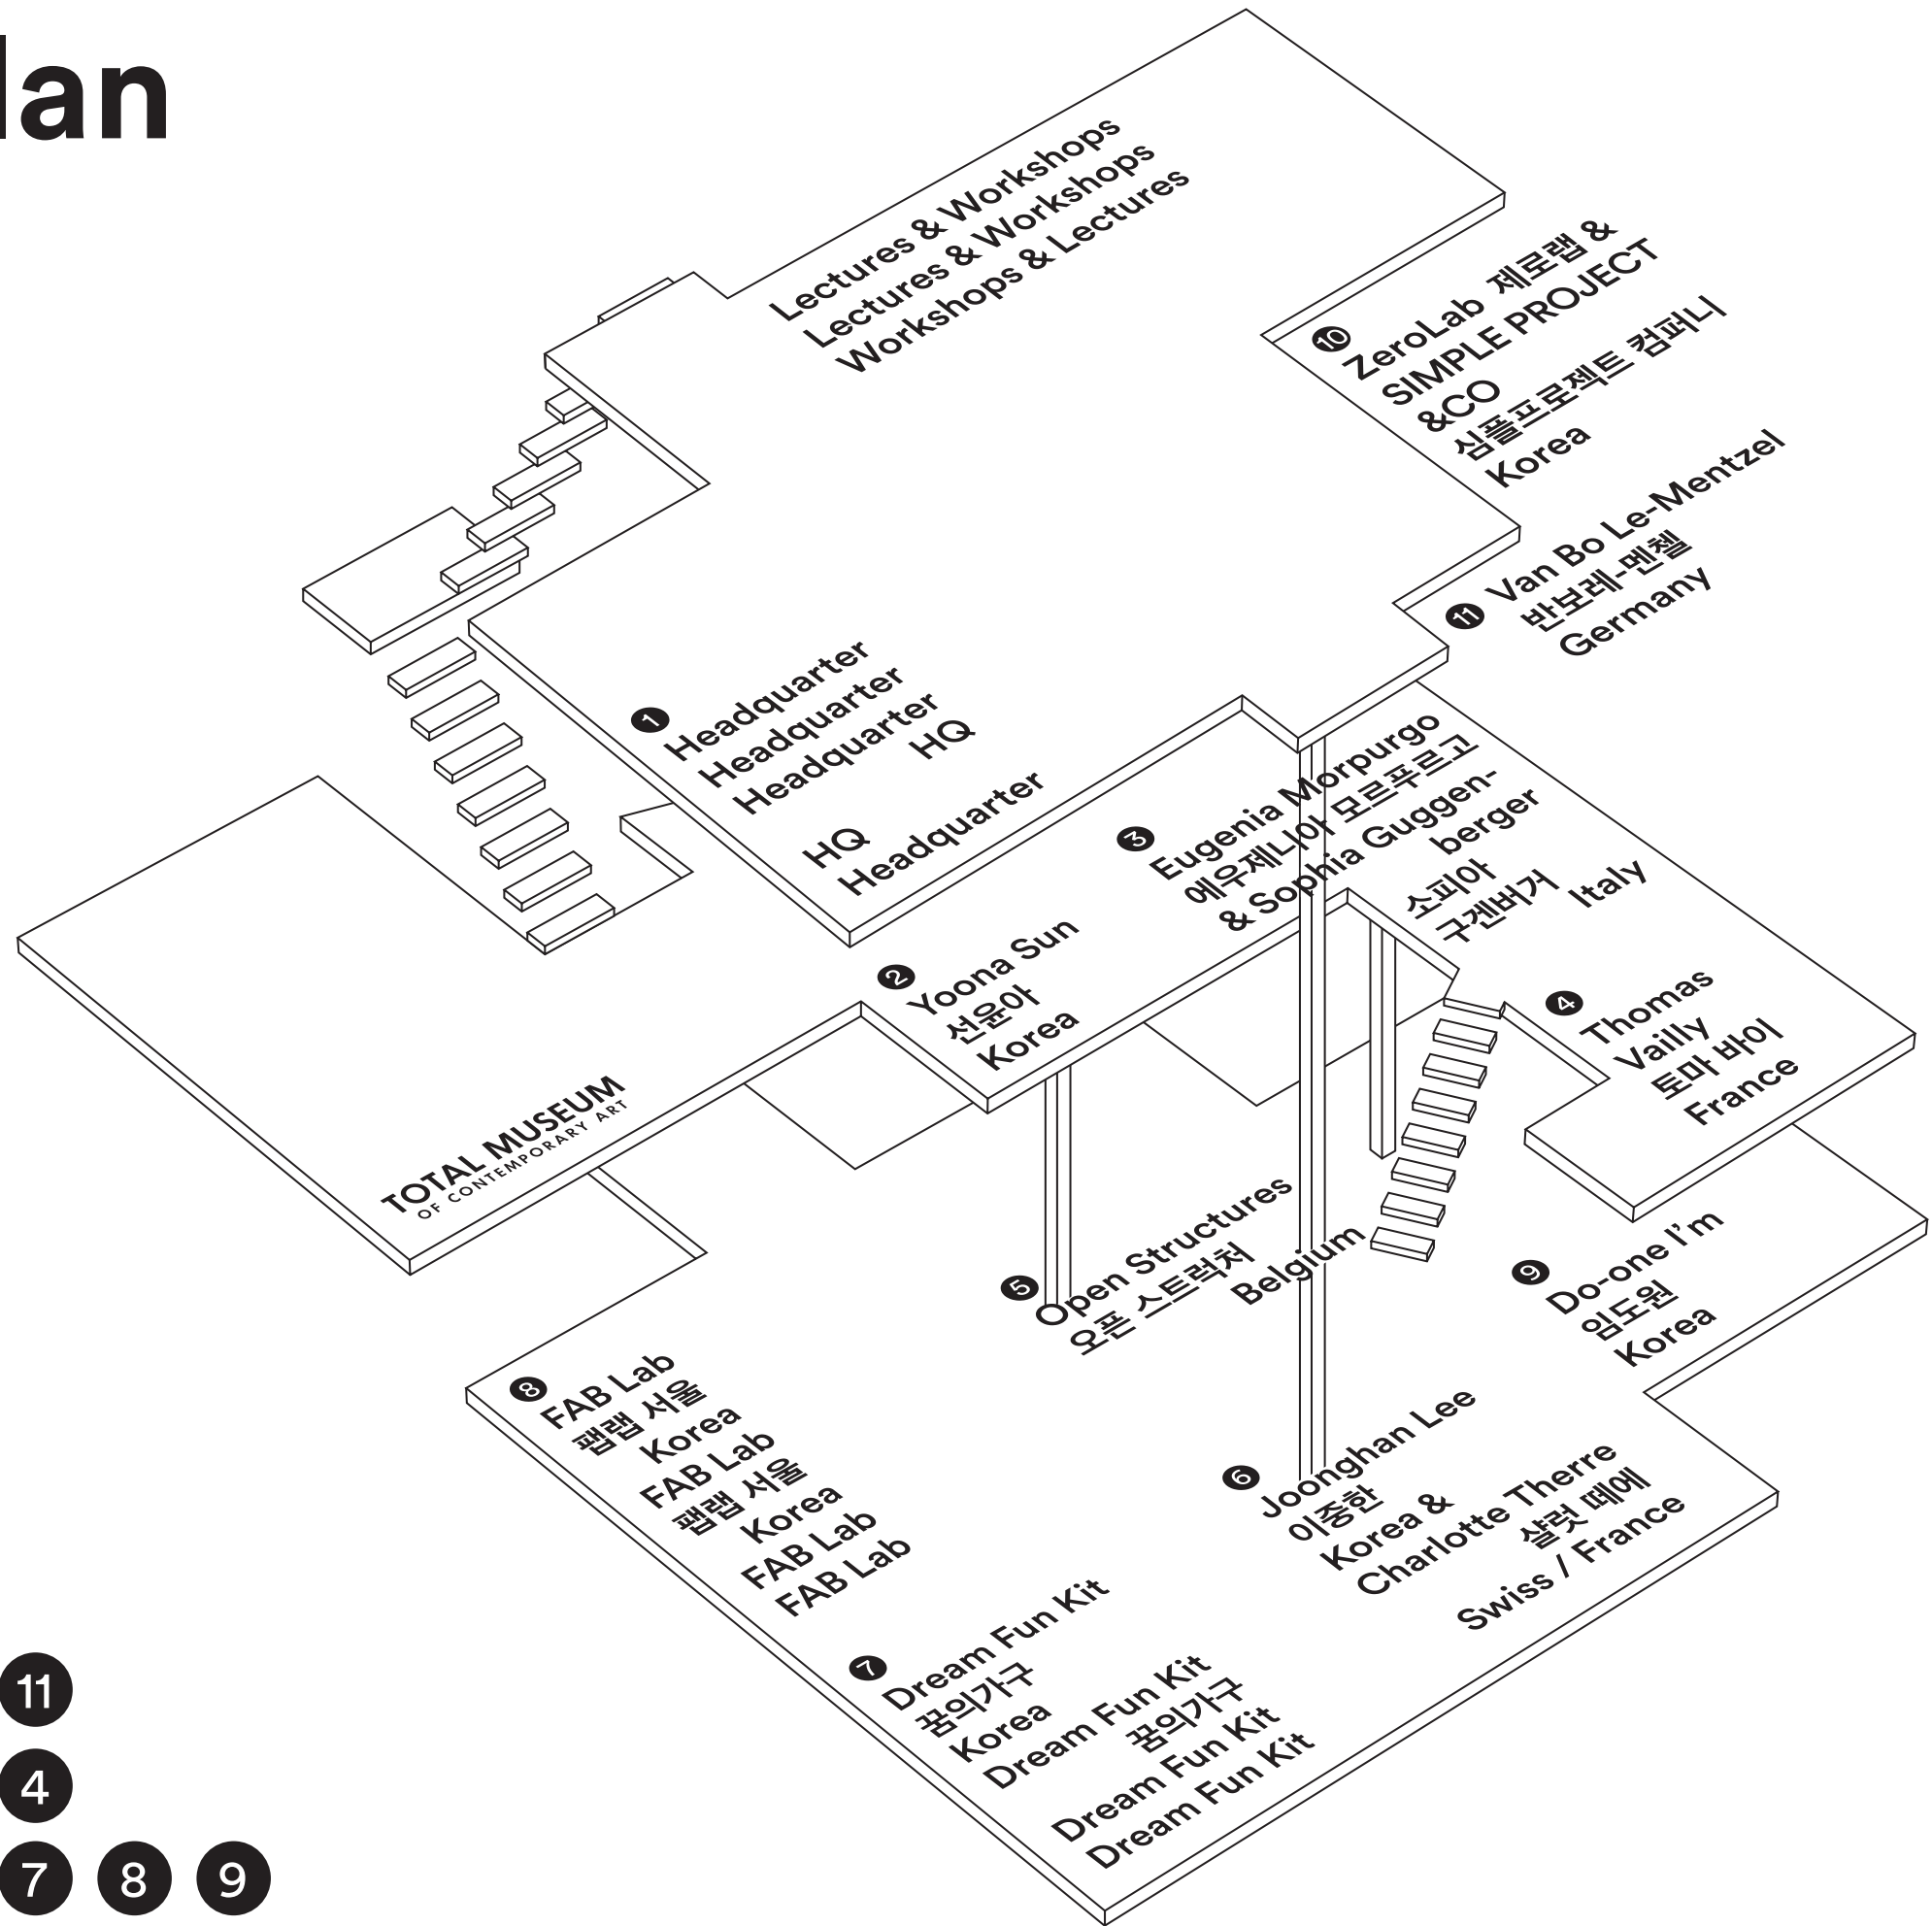 lan
Lectures & Workshops
Lectures & Workshops
Workshops & Lectures
10
ZeroLab 제로랩 &
SIMPLE PROJECT
&CO
심플프로젝트 컴퍼니
Korea
11
Van Bo Le-Mentzel
반 보 레-멘첼
Germany
1
Headquarter
Headquarter
Headquarter
HQ
HQ
Headquarter
2
Yoona Sun
선윤아
Korea
3
Eugenia Morpurgo
에우제니아 모르푸르고
& Sophia Guggen-
berger
소피아
구겐버거
Italy
4
Thomas
Vailly
토마 바이
France
TOTAL MUSEUM
OF CONTEMPORARY ART
5
Open Structures
오픈 스트럭처
Belgium
9
Do-one I'm
임도원
Korea
6
Joonghan Lee
이중한
Korea &
Charlotte Therre
샬럿 떼레
Swiss / France
8
FAB Lab
팹랩 서울
Korea
FAB Lab
팹랩 서울
Korea
FAB Lab
FAB Lab
7
Dream Fun Kit
꿈의가구
Korea
Dream Fun Kit
꿈의가구
Dream Fun Kit
Dream Fun Kit
11
4
7 8 9